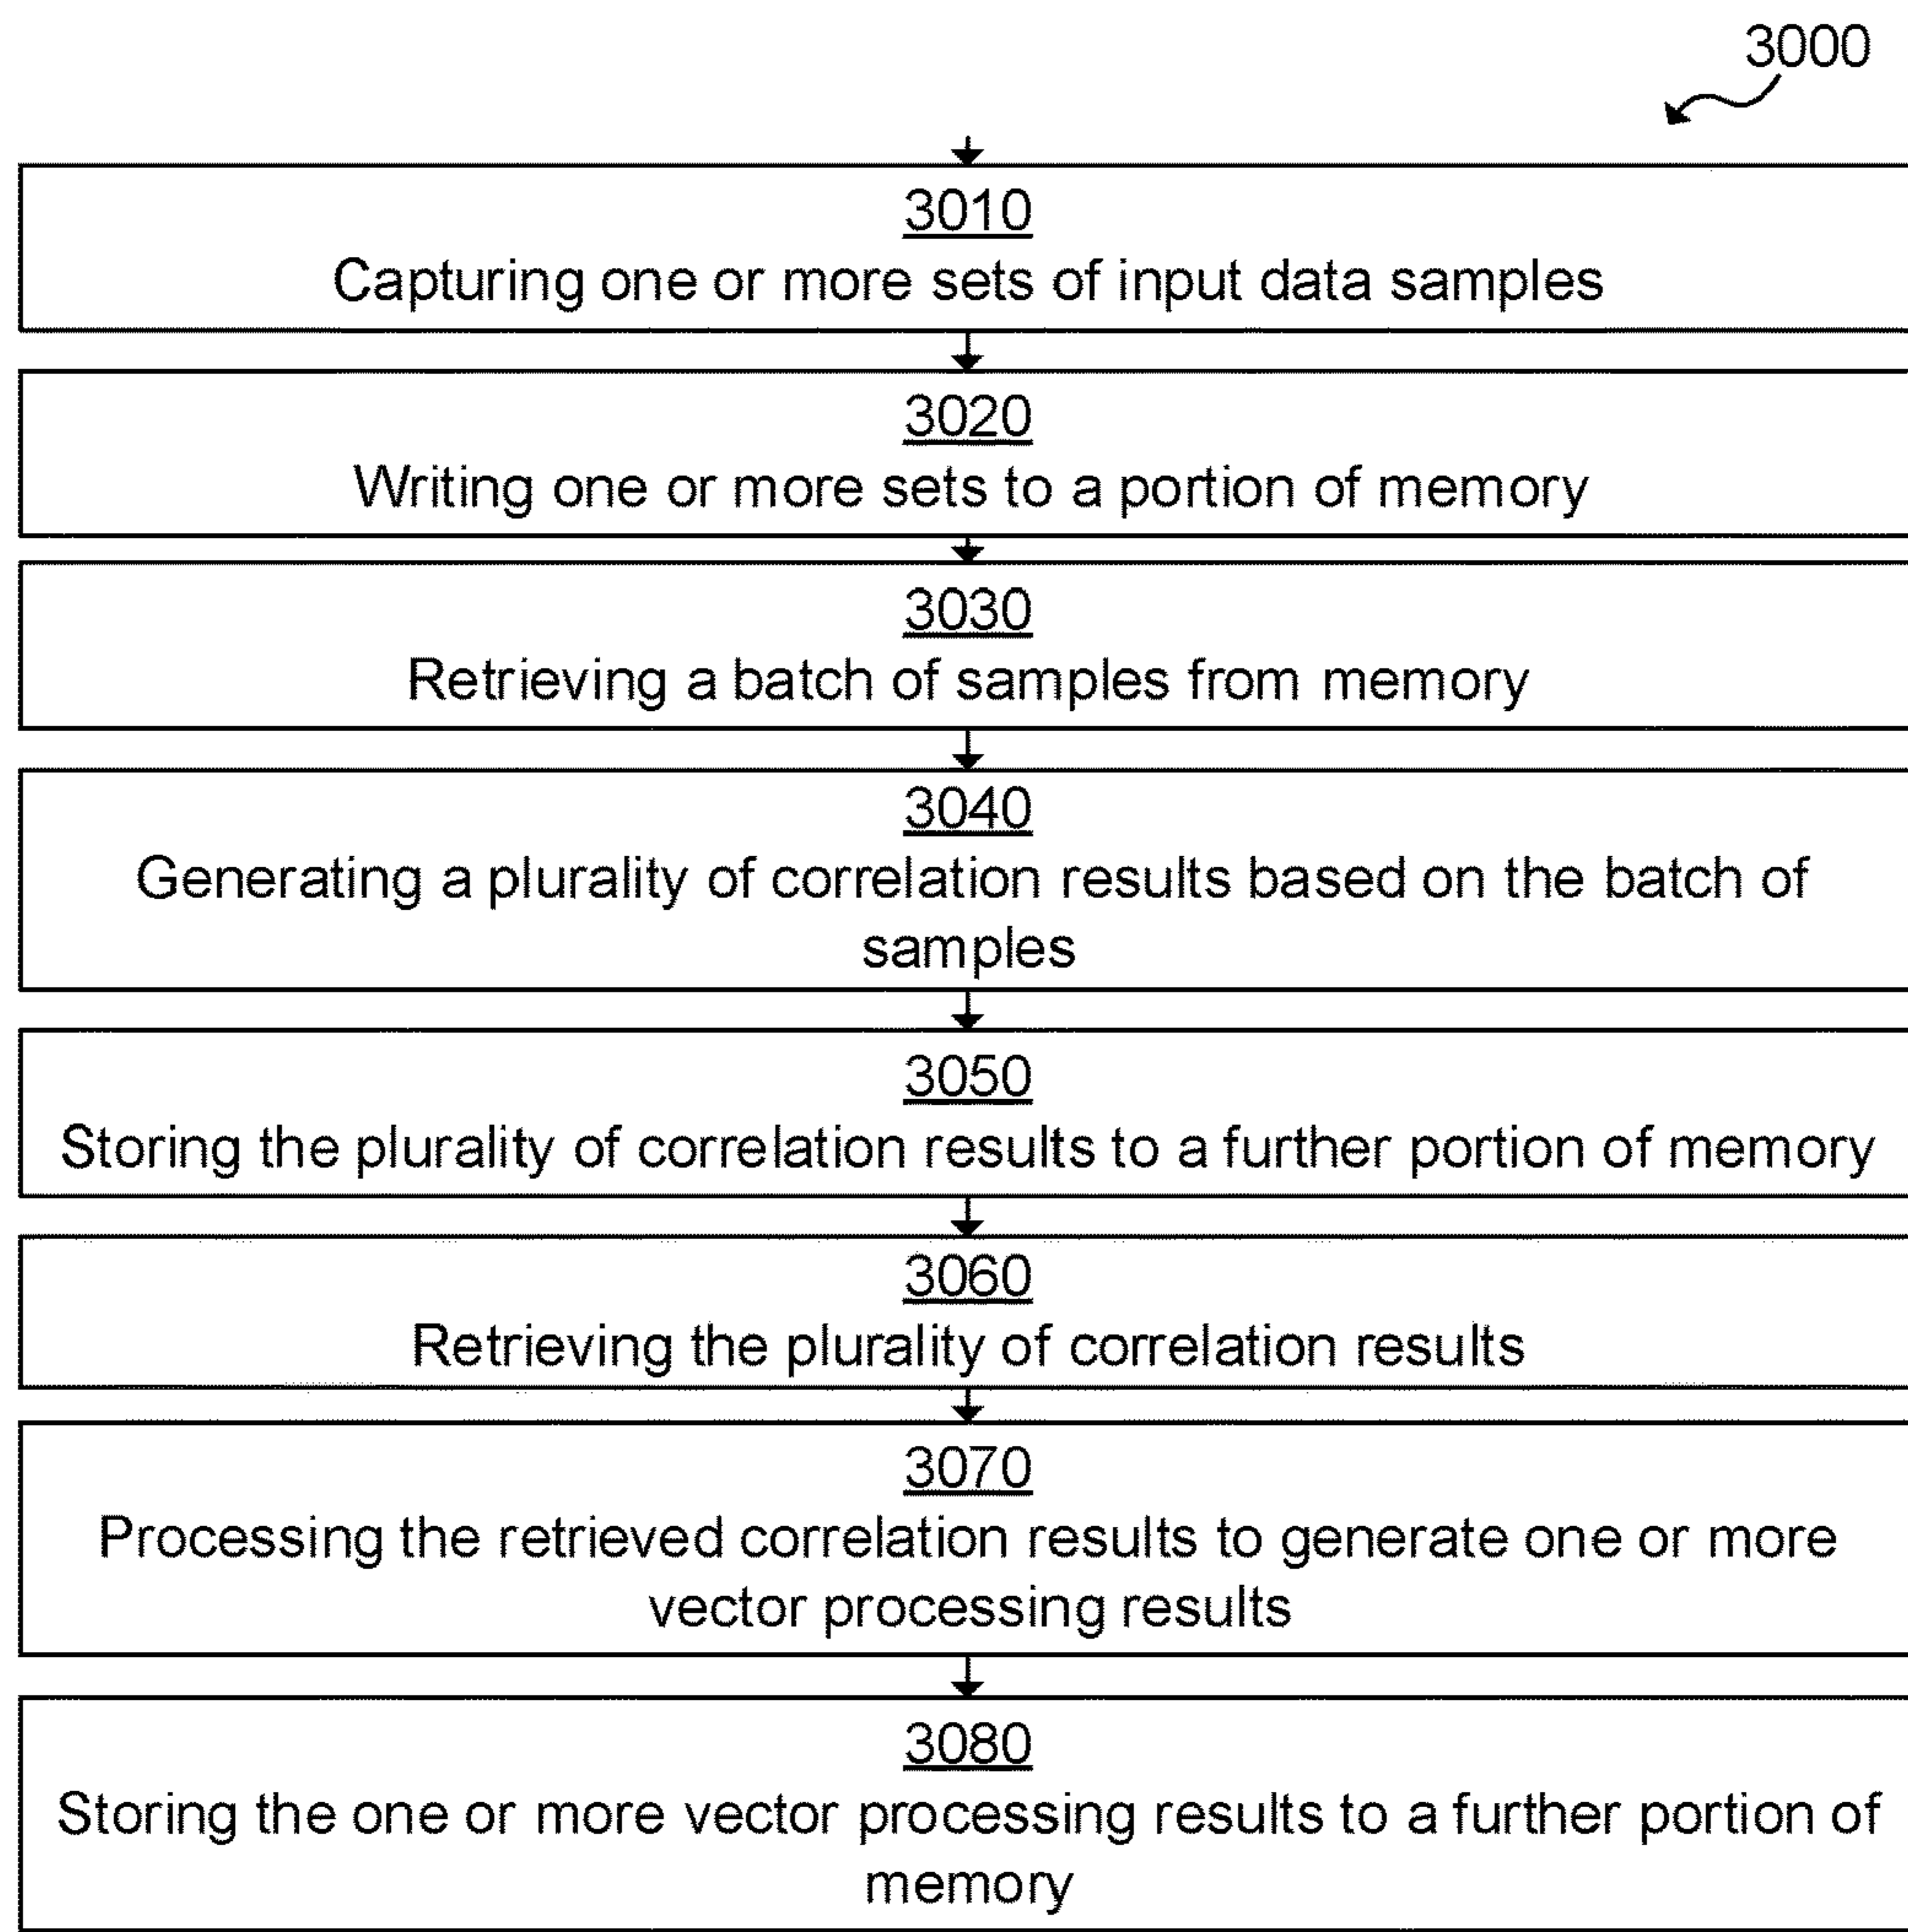 3000
3010
Capturing one or more sets of input data samples
3020
Writing one or more sets to a portion of memory
3030
Retrieving a batch of samples from memory
3040
Generating a plurality of correlation results based on the batch of
samples
3050
Storing the plurality of correlation results to a further portion of memory
3060
Retrieving the plurality of correlation results
3070
Processing the retrieved correlation results to generate one or more
vector processing results
3080
Storing the one or more vector processing results to a further portion of
memory